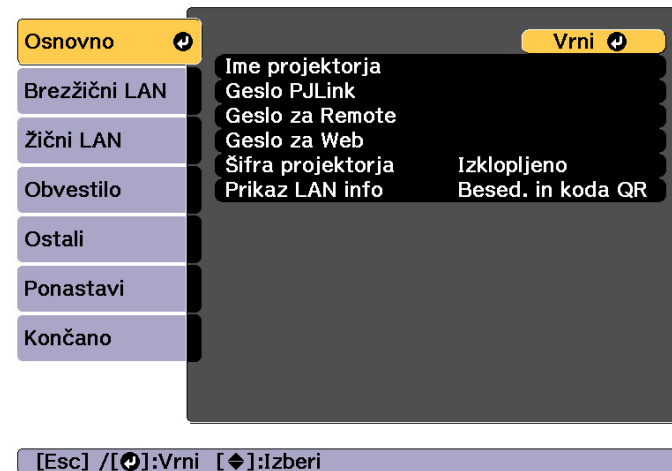 Osnovno
Brezžični LAN
Žični LAN
Obvestilo
Ostali
Ponastavi
Končano
Vrni
Ime projektorja
Geslo PJLink
Geslo za Remote
Geslo za Web
Šifra projektorja Izklopljeno
Prikaz LAN info Besed. in koda QR
[Esc] /[]:Vrni []:Izberi